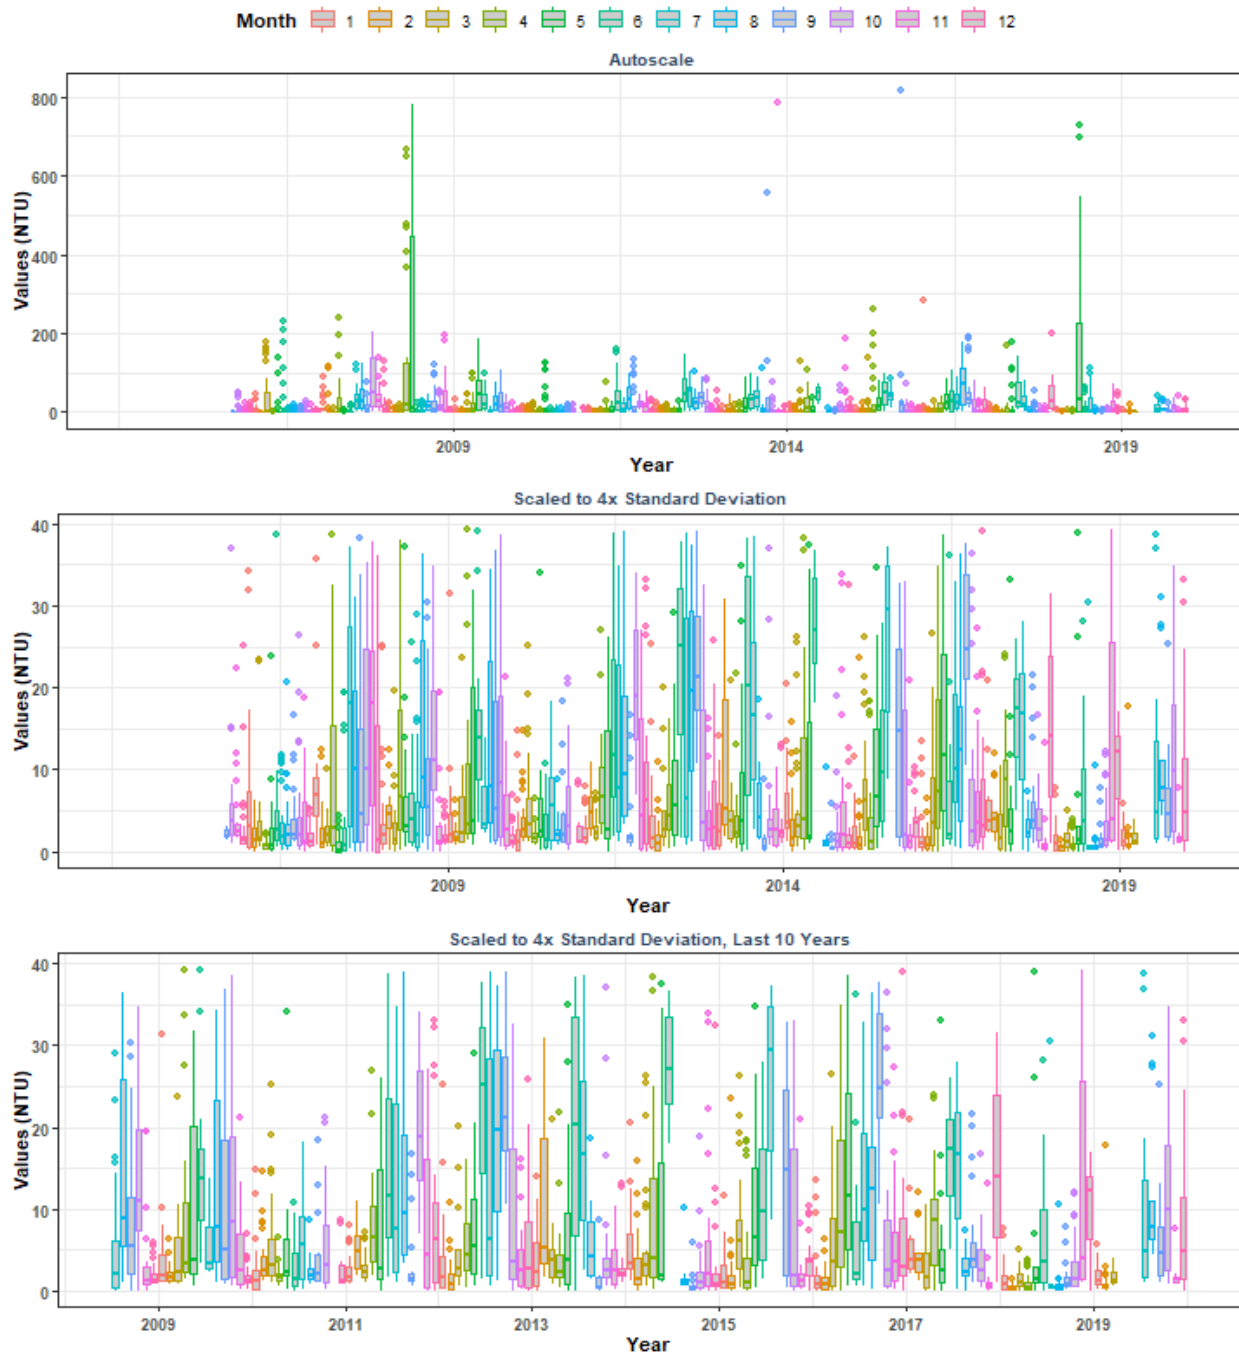 Month 1 2 3 4 5 6 7 8 9 10 11 12
Autoscale
Values (NTU)
800
600
400
200
0
2009 2014 2019
Year
Scaled to 4x Standard Deviation
Values (NTU)
40
30
20
10
0
2009 2014 2019
Year
Scaled to 4x Standard Deviation, Last 10 Years
Values (NTU)
40
30
20
10
0
2009 2011 2013 2015 2017 2019
Year